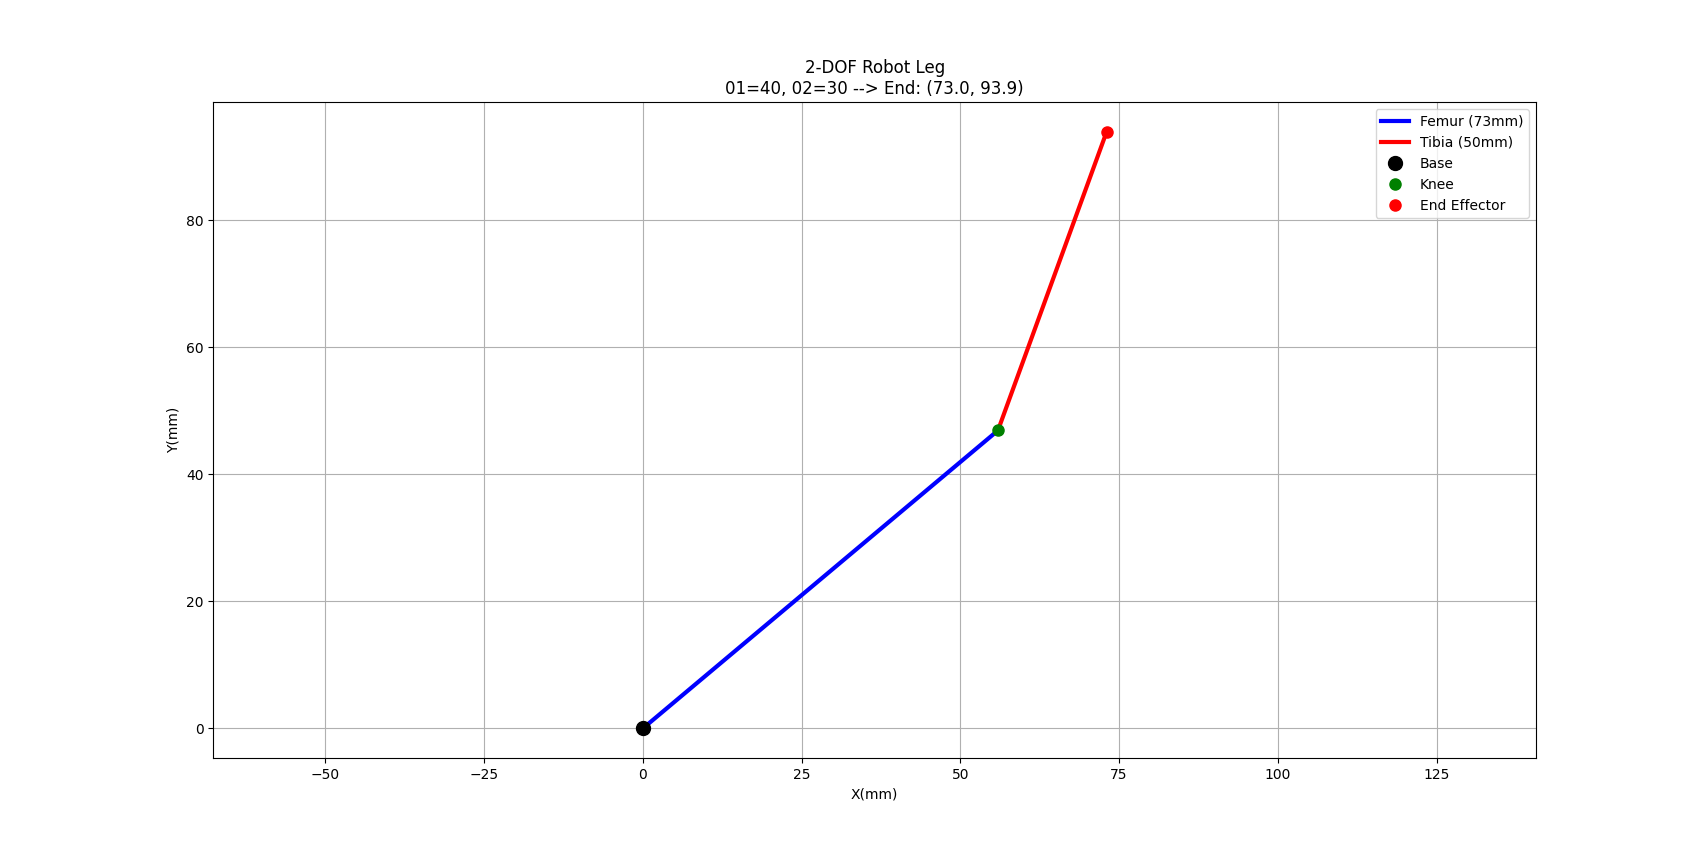 2-DOF Robot Leg
01=40, 02=30 --> End: (73.0, 93.9)
Femur (73mm)
Tibia (50mm)
Base
Knee
End Effector
80
60
40
20
0
Y(mm)
−50
−25
0
25
50
75
100
125
X(mm)